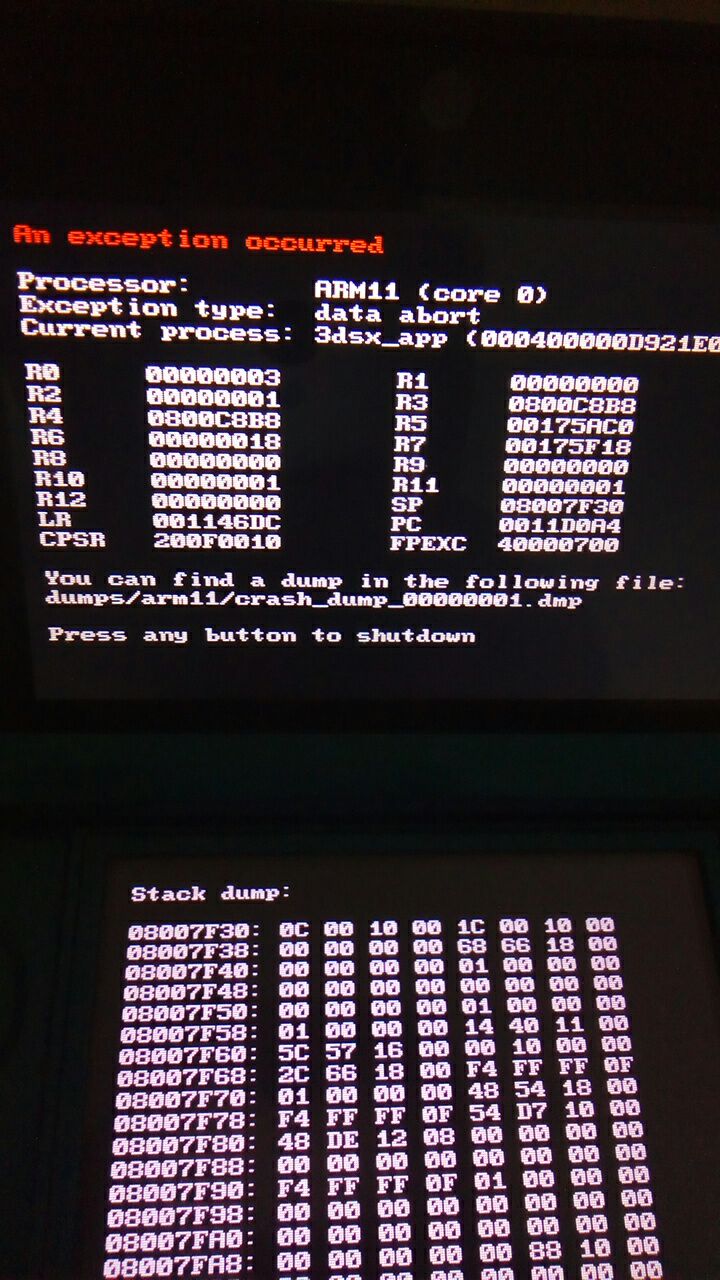 An exception occurred
Processor: ARM11 (core 0)
Exception type: data abort
Current process: 3dsx_app (000400000D921E0
R0 00000003 R1 00000000
R2 00000001 R3 0800C8B8
R4 0800C8B8 R5 00175AC0
R6 00000018 R7 00175F18
R8 00000000 R9 00000000
R10 00000001 R11 00000001
R12 00000000 SP 08007F30
LR 001146DC PC 0011D0A4
CPSR 200F0010 FPEXC 40000700
You can find a dump in the following file:
dumps/arm11/crash_dump_00000001.dmp
Press any button to shutdown
Stack dump:
08007F30: 0C 00 10 00 1C 00 10 00
08007F38: 00 00 00 00 68 66 18 00
08007F40: 00 00 00 00 01 00 00 00
08007F48: 00 00 00 00 00 00 00 00
08007F50: 00 00 00 00 01 00 00 00
08007F58: 01 00 00 00 14 40 11 00
08007F60: 5C 57 16 00 00 10 00 00
08007F68: 2C 66 18 00 F4 FF FF 0F
08007F70: 01 00 00 00 48 54 18 00
08007F78: F4 FF FF 0F 54 D7 10 00
08007F80: 48 DE 12 08 00 00 00 00
08007F88: 00 00 00 00 00 00 00 00
08007F90: F4 FF FF 0F 01 00 00 00
08007F98: 00 00 00 00 00 00 00 00
08007FA0: 00 00 00 00 00 00 00 00
08007FA8: 00 00 00 00 00 88 10 00